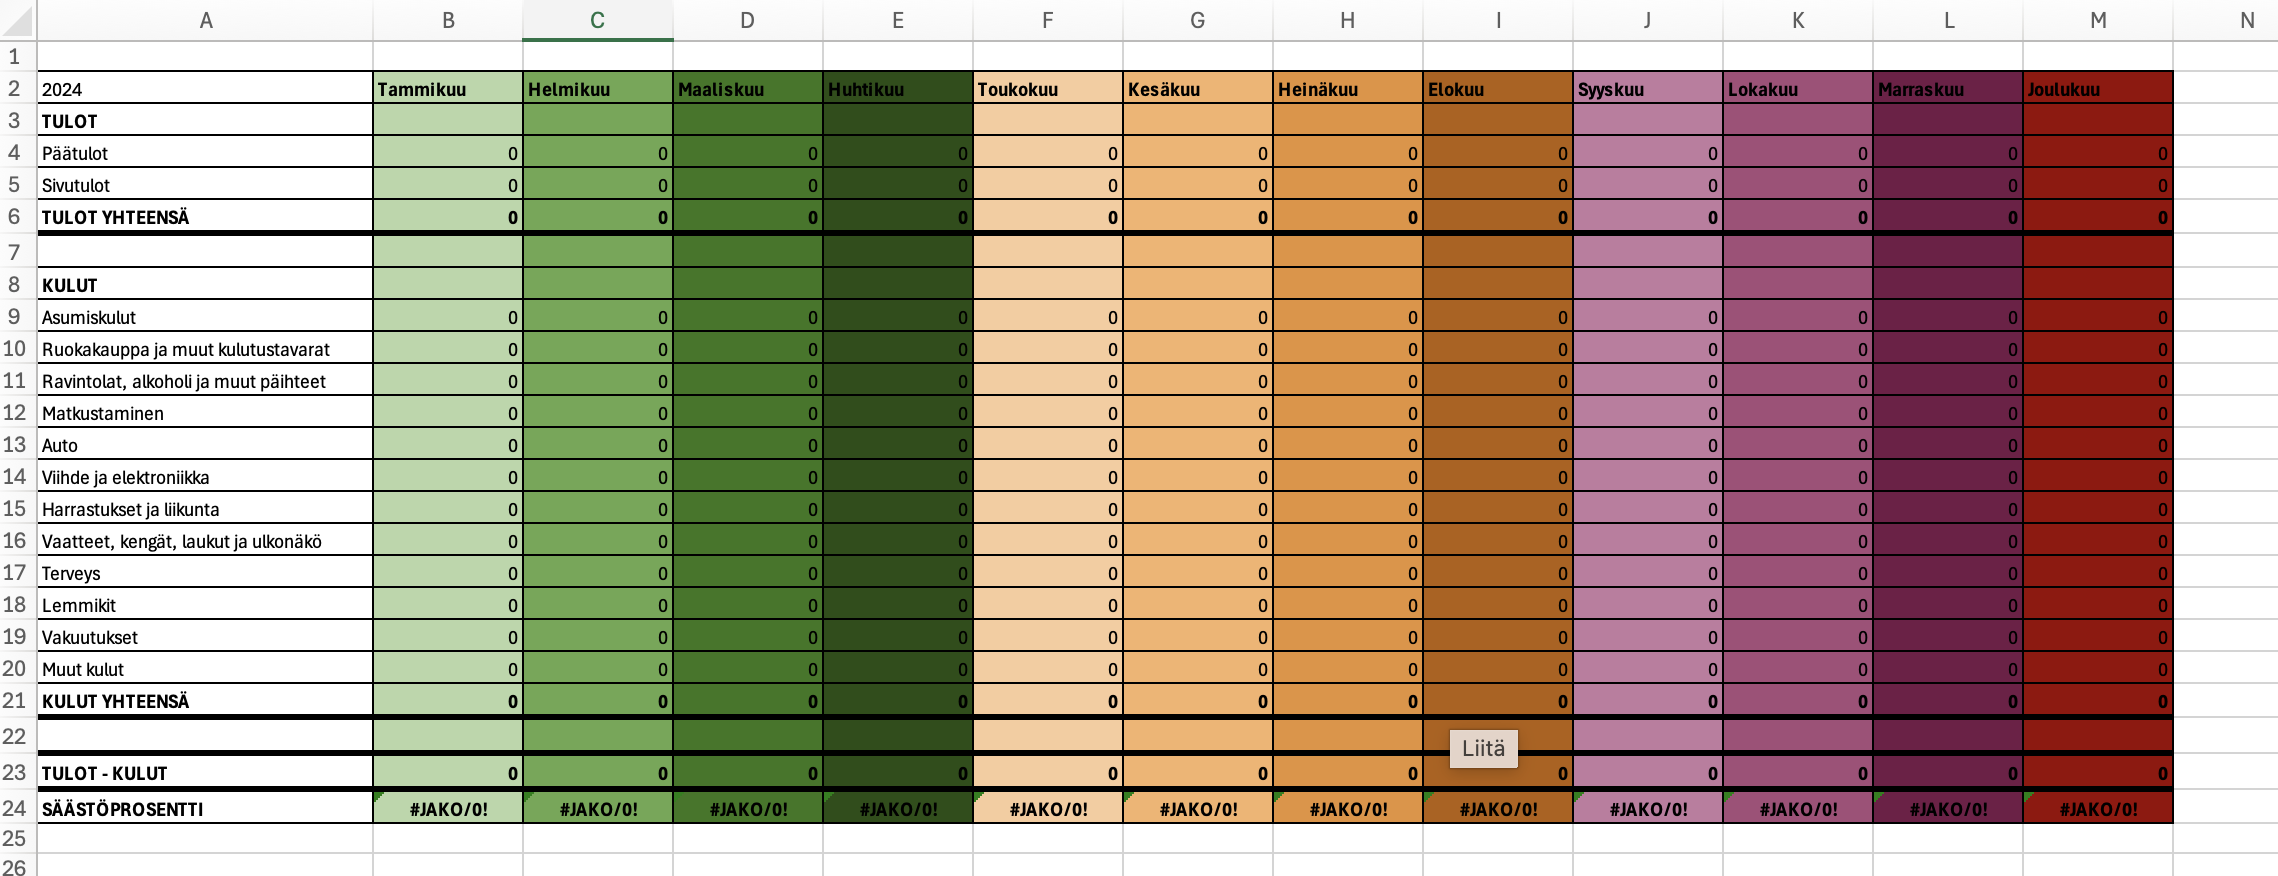 A B C D E F G H I J K L M N
1
2 2024 Tammikuu Helmikuu Maaliskuu Huhtikuu Toukokuu Kesäkuu Heinäkuu Elokuu Syyskuu Lokakuu Marraskuu Joulukuu
3 TULOT
4 Päätulot 0 0 0 0 0 0 0 0 0 0 0 0
5 Sivutulot 0 0 0 0 0 0 0 0 0 0 0 0
6 TULOT YHTEENSÄ 0 0 0 0 0 0 0 0 0 0 0 0
7
8 KULUT
9 Asumiskulut 0 0 0 0 0 0 0 0 0 0 0 0
10 Ruokakauppa ja muut kulutustavarat 0 0 0 0 0 0 0 0 0 0 0 0
11 Ravintolat, alkoholi ja muut päihteet 0 0 0 0 0 0 0 0 0 0 0 0
12 Matkustaminen 0 0 0 0 0 0 0 0 0 0 0 0
13 Auto 0 0 0 0 0 0 0 0 0 0 0 0
14 Viihde ja elektroniikka 0 0 0 0 0 0 0 0 0 0 0 0
15 Harrastukset ja liikunta 0 0 0 0 0 0 0 0 0 0 0 0
16 Vaatteet, kengät, laukut ja ulkonäkö 0 0 0 0 0 0 0 0 0 0 0 0
17 Terveys 0 0 0 0 0 0 0 0 0 0 0 0
18 Lemmikit 0 0 0 0 0 0 0 0 0 0 0 0
19 Vakuutukset 0 0 0 0 0 0 0 0 0 0 0 0
20 Muut kulut 0 0 0 0 0 0 0 0 0 0 0 0
21 KULUT YHTEENSÄ 0 0 0 0 0 0 0 0 0 0 0 0
22
Liitä
23 TULOT - KULUT 0 0 0 0 0 0 0 0 0 0 0 0
24 SÄÄSTÖPROSENTTI #JAKO/0! #JAKO/0! #JAKO/0! #JAKO/0! #JAKO/0! #JAKO/0! #JAKO/0! #JAKO/0! #JAKO/0! #JAKO/0! #JAKO/0! #JAKO/0!
25
26